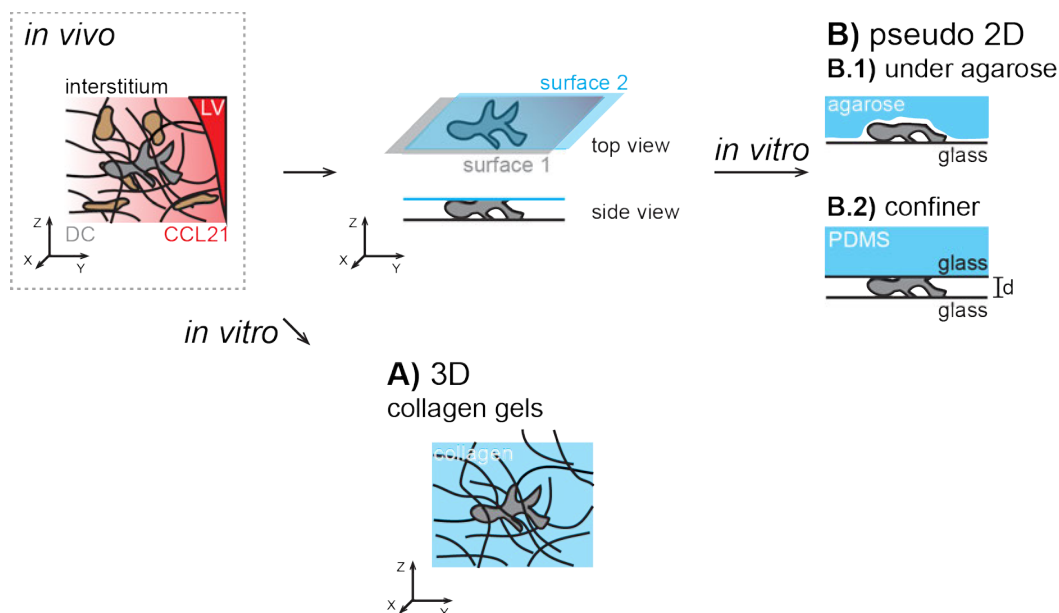 in vivo
interstitium
LV
DC
CCL21
Z
X
Y
surface 2
surface 1
top view
side view
Z
X
Y
in vitro
B) pseudo 2D
B.1) under agarose
agarose
glass
B.2) confiner
PDMS
glass
d
glass
in vitro
A) 3D
collagen gels
collagen
Z
X
Y